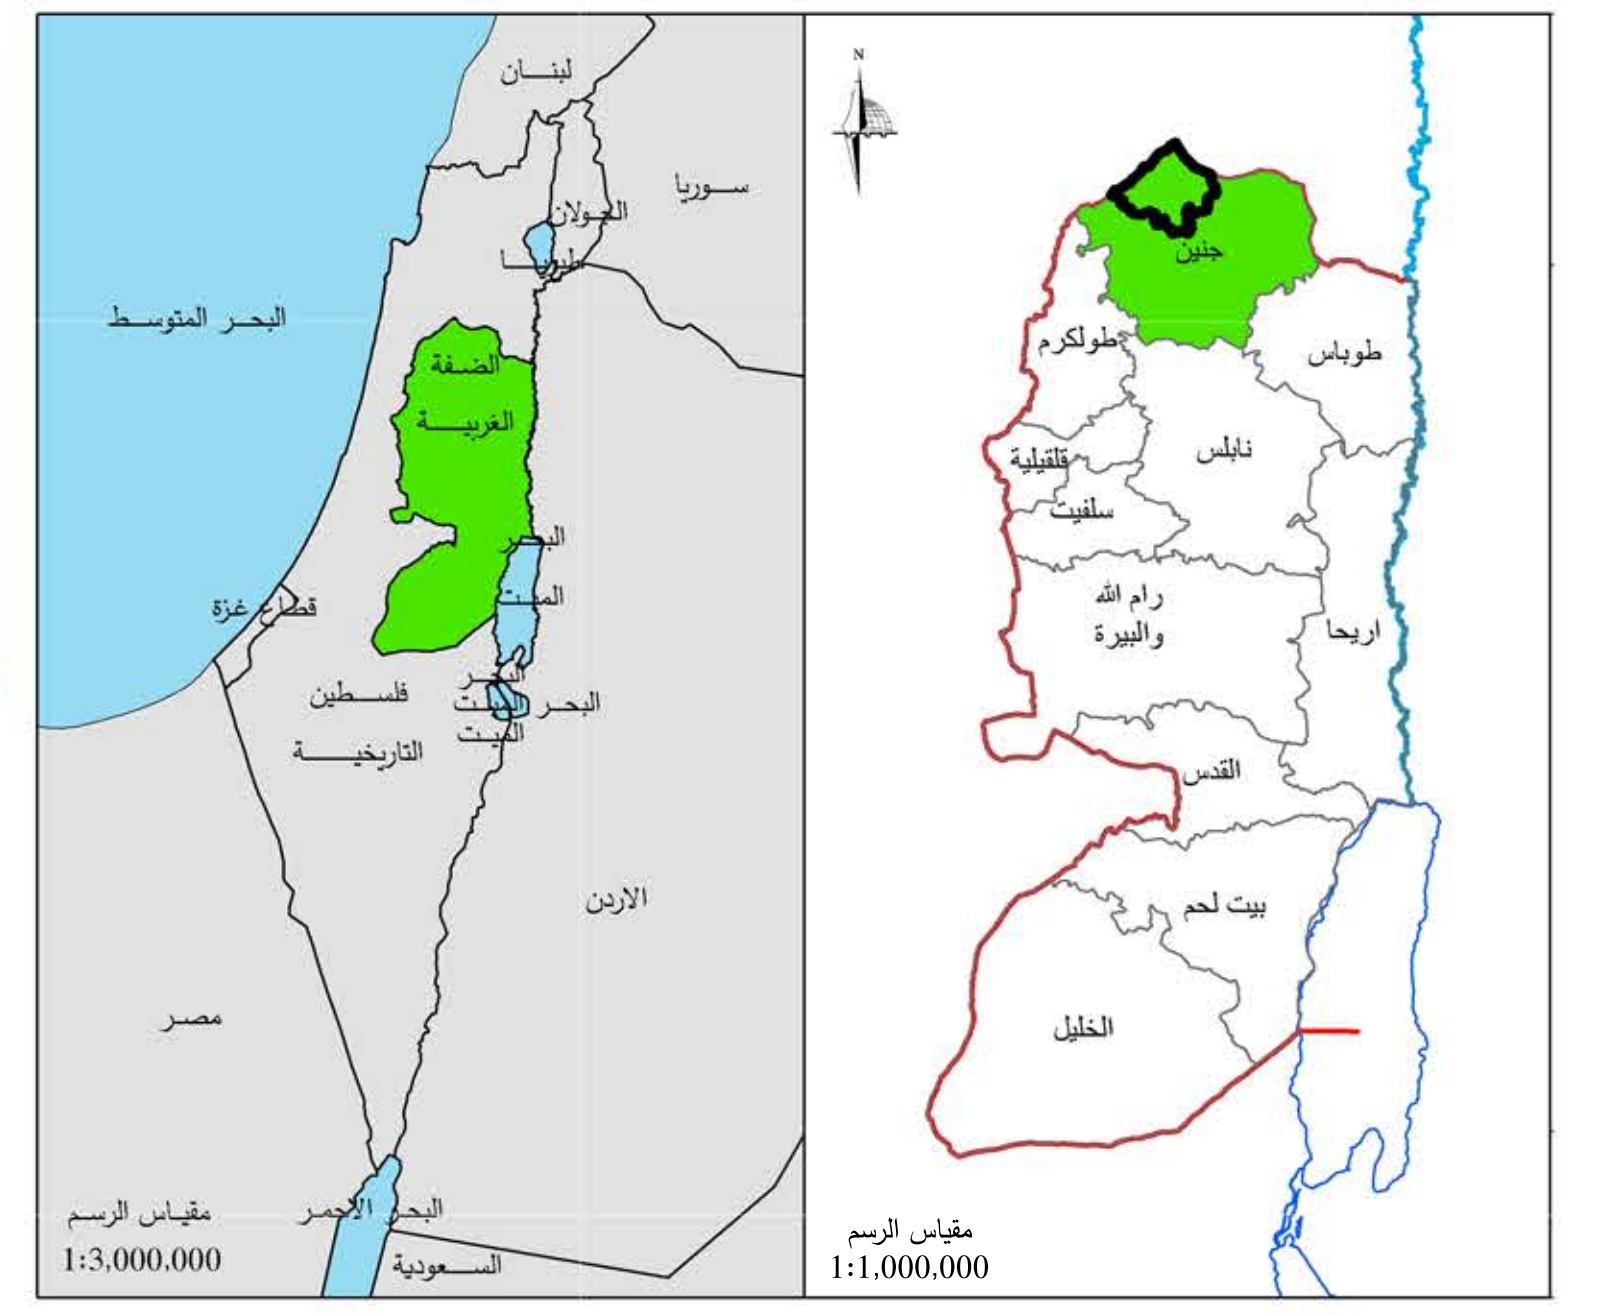 لبنان
سوريا
الجولان
طبريا
البحر المتوسط
الضفة
الغربية
البحر
الميت
قطاع غزة
فلسطين
التاريخية
البحر
الميت
البحر
الميت
الاردن
مصر
البحر الاحمر
السعودية
مقياس الرسم
1:3,000,000
N
جنين
طولكرم
طوباس
قلقيلية
نابلس
سلفيت
رام الله
والبيرة
اريحا
القدس
بيت لحم
الخليل
مقياس الرسم
1:1,000,000